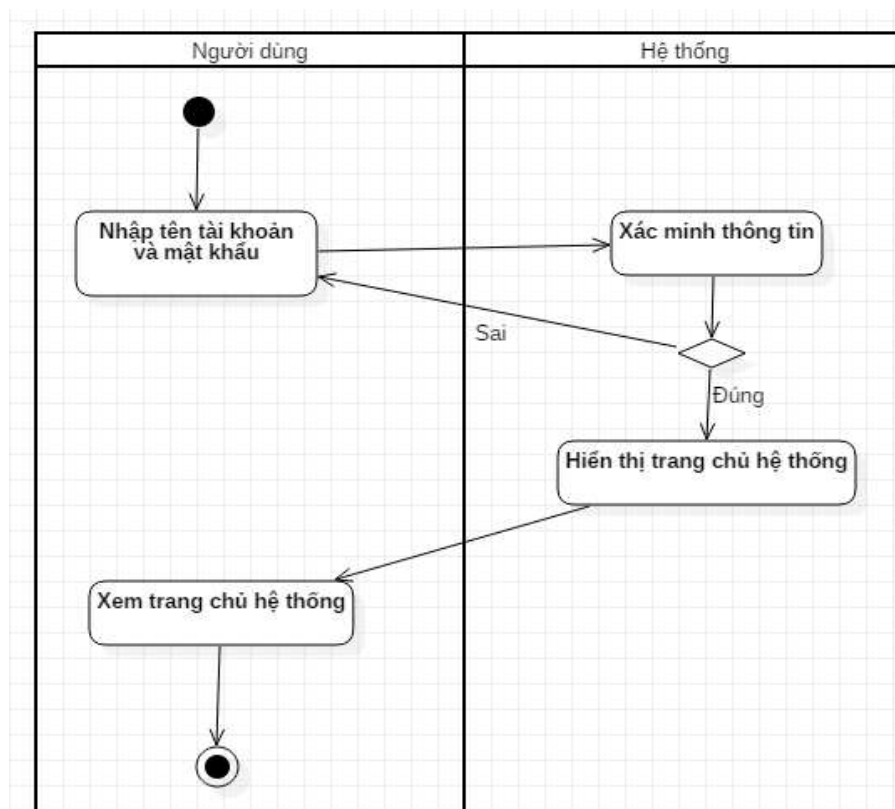 Người dùng
Hệ thống
Nhập tên tài khoản
và mật khẩu
Xác minh thông tin
Sai
Đúng
Hiển thị trang chủ hệ thống
Xem trang chủ hệ thống